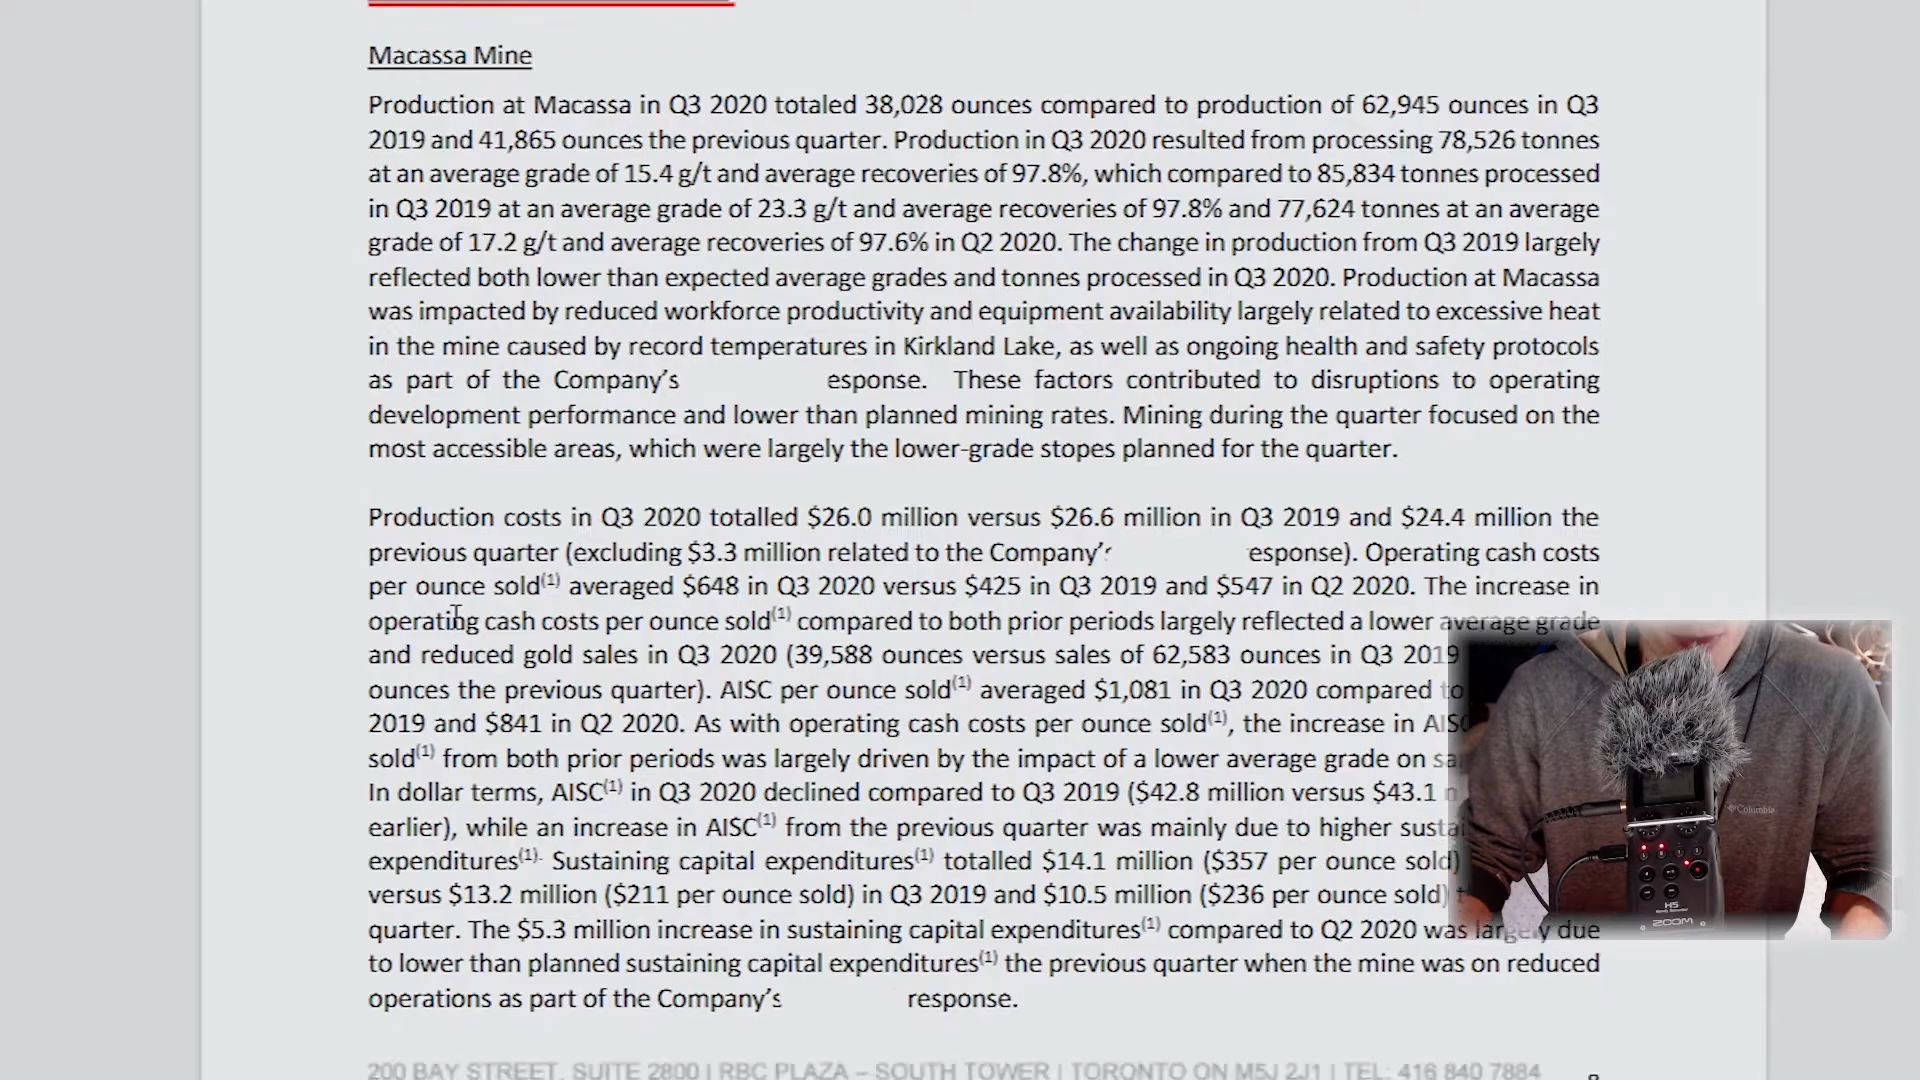 Macassa Mine
Production at Macassa in Q3 2020 totaled 38,028 ounces compared to production of 62,945 ounces in Q3
2019 and 41,865 ounces the previous quarter. Production in Q3 2020 resulted from processing 78,526 tonnes
at an average grade of 15.4 g/t and average recoveries of 97.8%, which compared to 85,834 tonnes processed
in Q3 2019 at an average grade of 23.3 g/t and average recoveries of 97.8% and 77,624 tonnes at an average
grade of 17.2 g/t and average recoveries of 97.6% in Q2 2020. The change in production from Q3 2019 largely
reflected both lower than expected average grades and tonnes processed in Q3 2020. Production at Macassa
was impacted by reduced workforce productivity and equipment availability largely related to excessive heat
in the mine caused by record temperatures in Kirkland Lake, as well as ongoing health and safety protocols
as part of the Company's esponse. These factors contributed to disruptions to operating
development performance and lower than planned mining rates. Mining during the quarter focused on the
most accessible areas, which were largely the lower-grade stopes planned for the quarter.
Production costs in Q3 2020 totalled $26.0 million versus $26.6 million in Q3 2019 and $24.4 million the
previous quarter (excluding $3.3 million related to the Company's esponse). Operating cash costs
per ounce sold(1) averaged $648 in Q3 2020 versus $425 in Q3 2019 and $547 in Q2 2020. The increase in
operating cash costs per ounce sold(1) compared to both prior periods largely reflected a lower average grade
and reduced gold sales in Q3 2020 (39,588 ounces versus sales of 62,583 ounces in Q3 2019
ounces the previous quarter). AISC per ounce sold(1) averaged $1,081 in Q3 2020 compared to
2019 and $841 in Q2 2020. As with operating cash costs per ounce sold(1), the increase in AISC
sold(1) from both prior periods was largely driven by the impact of a lower average grade on
In dollar terms, AISC(1) in Q3 2020 declined compared to Q3 2019 ($42.8 million versus $43.1
earlier), while an increase in AISC(1) from the previous quarter was mainly due to higher
expenditures(1). Sustaining capital expenditures(1) totalled $14.1 million ($357 per ounce sold)
versus $13.2 million ($211 per ounce sold) in Q3 2019 and $10.5 million ($236 per ounce sold)
quarter. The $5.3 million increase in sustaining capital expenditures(1) compared to Q2 2020 was largely due
to lower than planned sustaining capital expenditures(1) the previous quarter when the mine was on reduced
operations as part of the Company's response.
200 BAY STREET, SUITE 2800 | RBC PLAZA – SOUTH TOWER | TORONTO ON M5J 2J1 | TEL: 416 840 7884
Columbia
H5
ZOOM